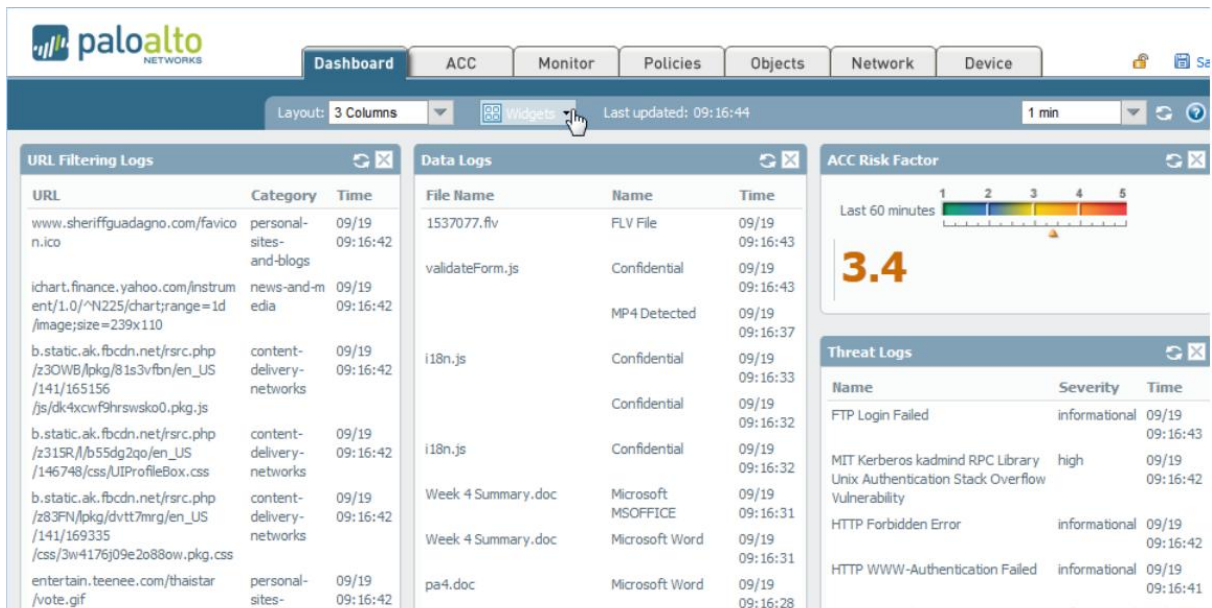 paloalto
NETWORKS
Dashboard
ACC
Monitor
Policies
Objects
Network
Device
Sa
Layout: 3 Columns
Widgets
Last updated: 09:16:44
1 min
URL Filtering Logs
URL Category Time
www.sheriffguadagno.com/favico personal- 09/19
n.ico sites- 09:16:42
and-blogs
ichart.finance.yahoo.com/instrum news-and-m 09/19
ent/1.0/^N225/chart;range=1d edia 09:16:42
/image;size=239x110
b.static.ak.fbcdn.net/rsrc.php content- 09/19
/z3OWB/lpkg/81s3vfbn/en_US delivery- 09:16:42
/141/165156 networks
/js/dk4xcwf9hrswsko0.pkg.js
b.static.ak.fbcdn.net/rsrc.php content- 09/19
/z315R/l/b55dg2qo/en_US delivery- 09:16:42
/146748/css/UIProfileBox.css networks
b.static.ak.fbcdn.net/rsrc.php content- 09/19
/z83FN/lpkg/dvtt7mrg/en_US delivery- 09:16:42
/141/169335 networks
/css/3w4176j09e2o88ow.pkg.css
entertain.teenee.com/thaistar personal- 09/19
/vote.gif sites- 09:16:42
Data Logs
File Name Name Time
1537077.flv FLV File 09/19
09:16:43
validateForm.js Confidential 09/19
09:16:43
MP4 Detected 09/19
09:16:37
i18n.js Confidential 09/19
09:16:33
Confidential 09/19
09:16:32
i18n.js Confidential 09/19
09:16:32
Week 4 Summary.doc Microsoft 09/19
MSOFFICE 09:16:31
Week 4 Summary.doc Microsoft Word 09/19
09:16:31
pa4.doc Microsoft Word 09/19
09:16:28
ACC Risk Factor
1 2 3 4 5
Last 60 minutes
3.4
Threat Logs
Name Severity Time
FTP Login Failed informational 09/19
09:16:43
MIT Kerberos kadmind RPC Library high 09/19
Unix Authentication Stack Overflow 09:16:42
Vulnerability
HTTP Forbidden Error informational 09/19
09:16:42
HTTP WWW-Authentication Failed informational 09/19
09:16:41